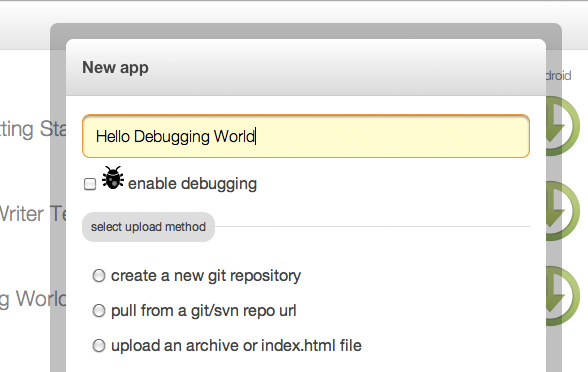 New app
droid
tting Sta
Hello Debugging World
enable debugging
Writer Te
select upload method
create a new git repository
g World
pull from a git/svn repo url
upload an archive or index.html file